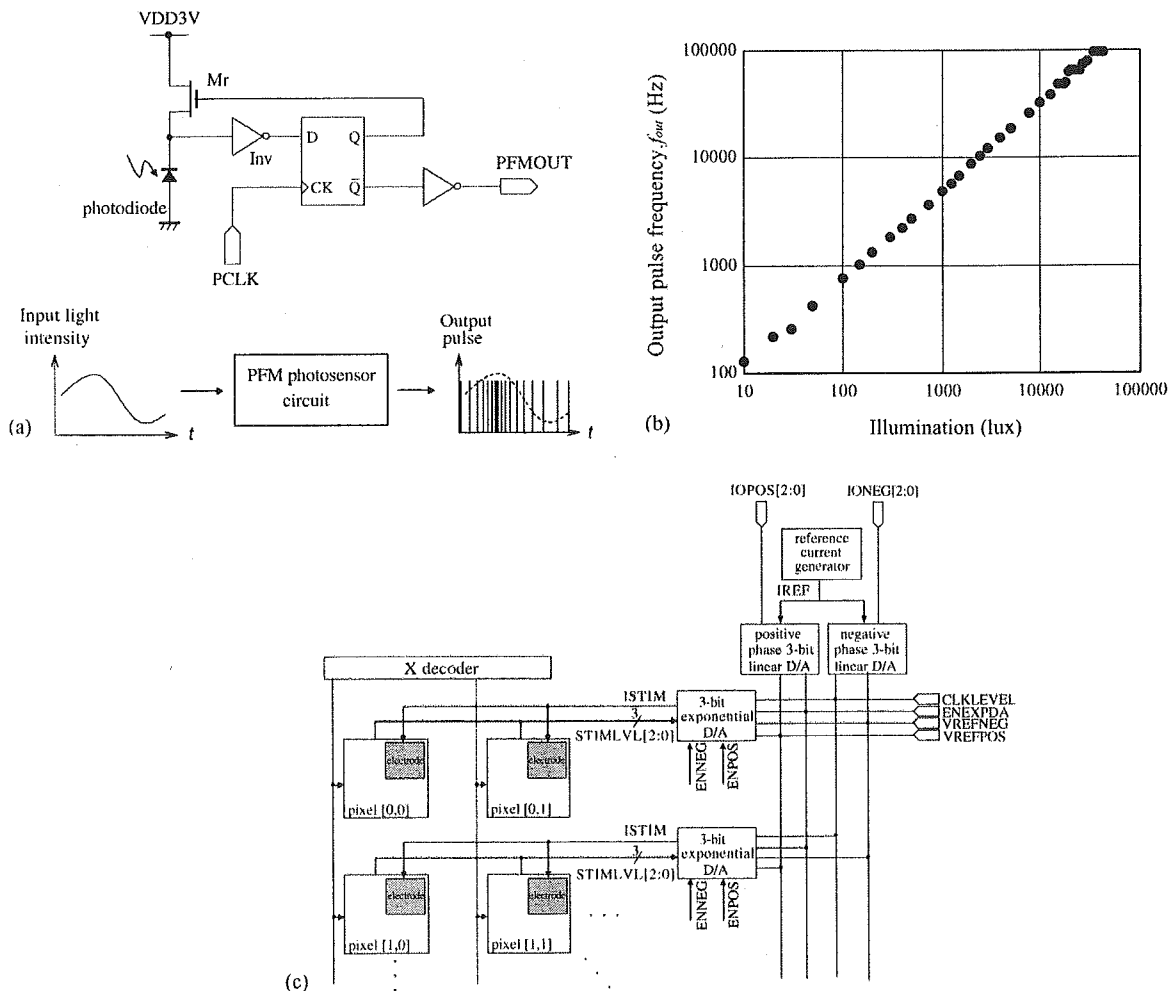 VDD3V
Mr
Inv
D Q
CK Q
PFMOUT
photodiode
PCLK
Input light
intensity
t
PFM photosensor
circuit
Output
pulse
t
(a)
Output pulse frequency fout (Hz)
100000
10000
1000
100
10 100 1000 10000 100000
Illumination (lux)
(b)
IOPOS[2:0] IONEG[2:0]
reference
current
generator
IREF
positive
phase 3-bit
linear D/A
negative
phase 3-bit
linear D/A
X decoder
ISTIM
3
STIMLVL[2:0]
3-bit
exponential
D/A
CLKLEVEL
ENEXPDA
VREFNEG
VREFPOS
ENNEG
ENPOS
electrode
electrode
pixel [0,0]
pixel [0,1]
ISTIM
3
STIMLVL[2:0]
3-bit
exponential
D/A
ENNEG
ENPOS
electrode
electrode
pixel [1,0]
pixel [1,1]
(c)